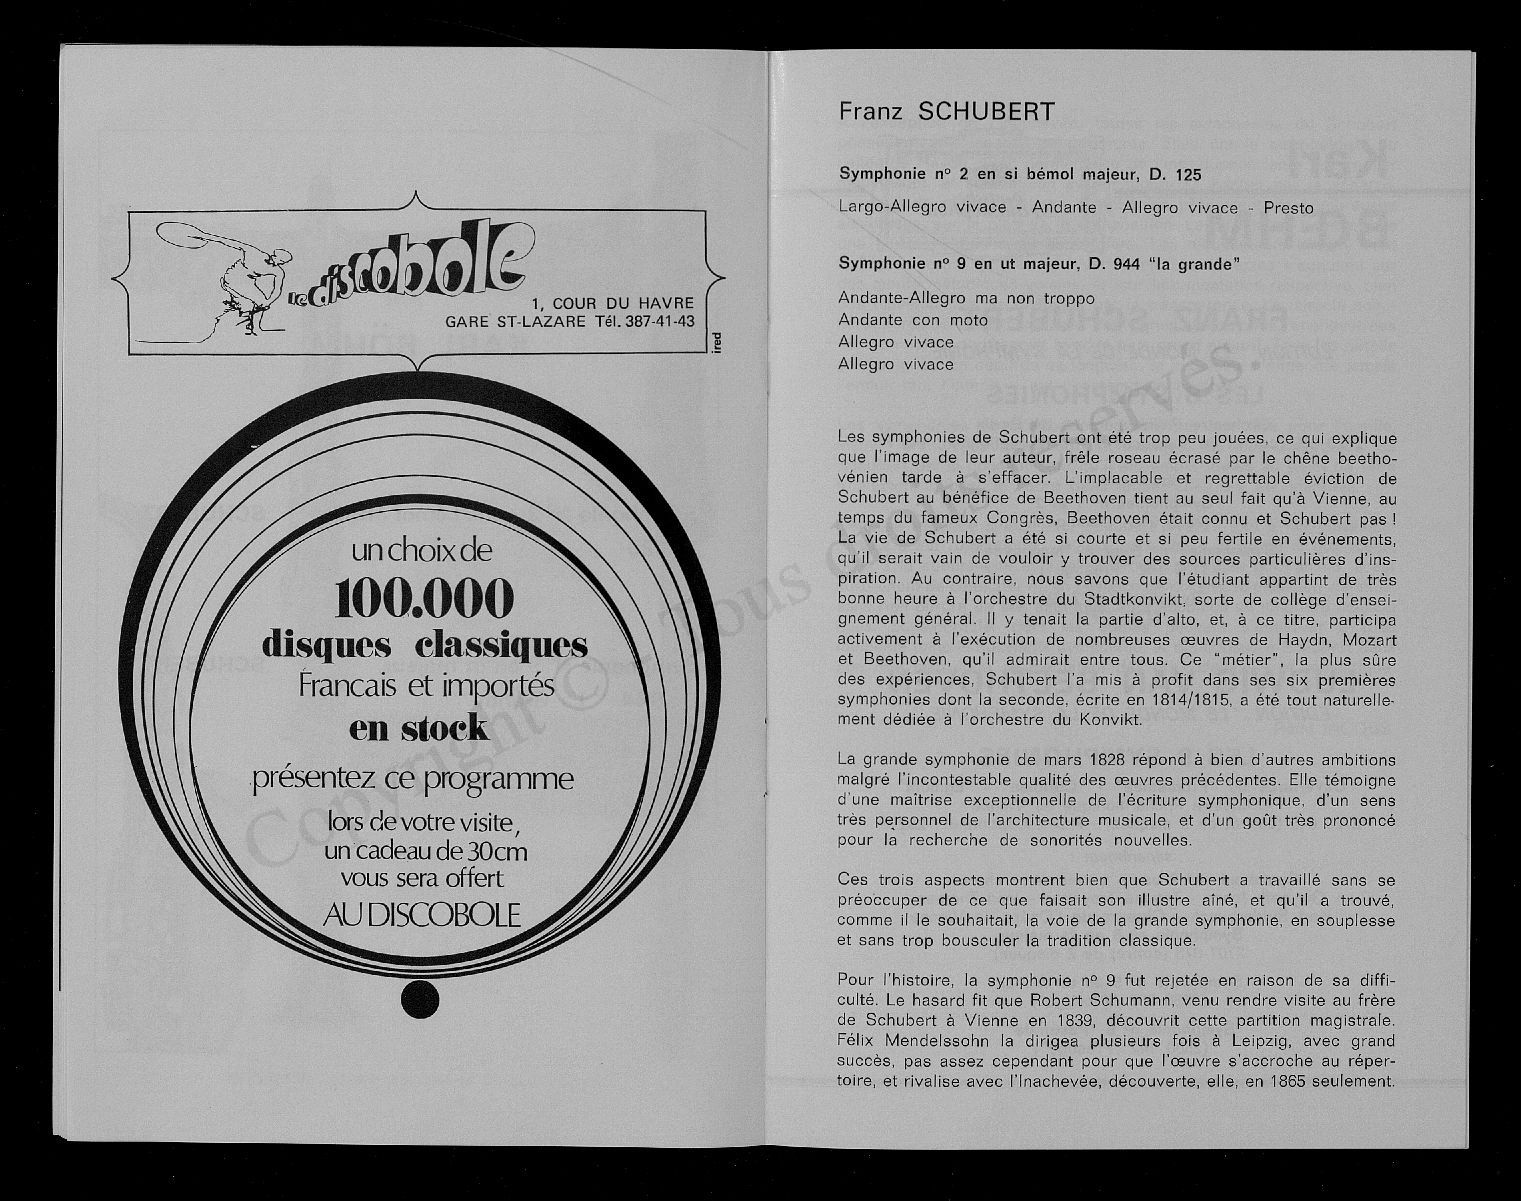 Le discobole
1, COUR DU HAVRE
GARE ST-LAZARE Tél. 387-41-43
ired
un choix de
100.000
disques classiques
Francais et importés
en stock
présentez ce programme
lors de votre visite,
un cadeau de 30cm
vous sera offert
AU DISCOBOLE
Copyright © Tous droits réservés.
Franz SCHUBERT
Symphonie nº 2 en si bémol majeur, D. 125
Largo-Allegro vivace - Andante - Allegro vivace - Presto
Symphonie nº 9 en ut majeur, D. 944 "la grande"
Andante-Allegro ma non troppo
Andante con moto
Allegro vivace
Allegro vivace
Les symphonies de Schubert ont été trop peu jouées, ce qui explique
que l'image de leur auteur, frêle roseau écrasé par le chêne beetho-
vénien tarde à s'effacer. L'implacable et regrettable éviction de
Schubert au bénéfice de Beethoven tient au seul fait qu'à Vienne, au
temps du fameux Congrès, Beethoven était connu et Schubert pas !
La vie de Schubert a été si courte et si peu fertile en événements,
qu'il serait vain de vouloir y trouver des sources particulières d'ins-
piration. Au contraire, nous savons que l'étudiant appartint de très
bonne heure à l'orchestre du Stadtkonvikt, sorte de collège d'ensei-
gnement général. Il y tenait la partie d'alto, et, à ce titre, participa
activement à l'exécution de nombreuses œuvres de Haydn, Mozart
et Beethoven, qu'il admirait entre tous. Ce "métier", la plus sûre
des expériences, Schubert l'a mis à profit dans ses six premières
symphonies dont la seconde, écrite en 1814/1815, a été tout naturelle-
ment dédiée à l'orchestre du Konvikt.
La grande symphonie de mars 1828 répond à bien d'autres ambitions
malgré l'incontestable qualité des œuvres précédentes. Elle témoigne
d'une maîtrise exceptionnelle de l'écriture symphonique, d'un sens
très personnel de l'architecture musicale, et d'un goût très prononcé
pour la recherche de sonorités nouvelles.
Ces trois aspects montrent bien que Schubert a travaillé sans se
préoccuper de ce que faisait son illustre aîné, et qu'il a trouvé,
comme il le souhaitait, la voie de la grande symphonie, en souplesse
et sans trop bousculer la tradition classique.
Pour l'histoire, la symphonie nº 9 fut rejetée en raison de sa diffi-
culté. Le hasard fit que Robert Schumann, venu rendre visite au frère
de Schubert à Vienne en 1839, découvrit cette partition magistrale.
Félix Mendelssohn la dirigea plusieurs fois à Leipzig, avec grand
succès, pas assez cependant pour que l'œuvre s'accroche au réper-
toire, et rivalise avec l'Inachevée, découverte, elle, en 1865 seulement.